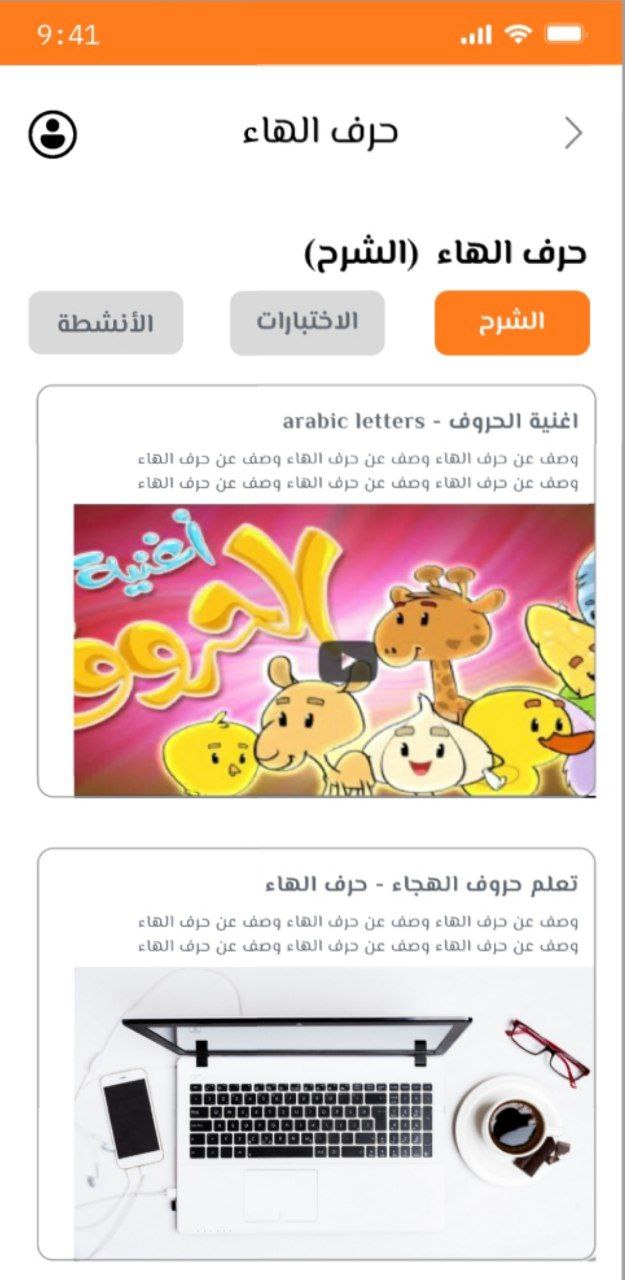 9:41
حرف الهاء
حرف الهاء (الشرح)
الشرح
الاختبارات
الأنشطة
اغنية الحروف - arabic letters
وصف عن حرف الهاء وصف عن حرف الهاء وصف عن حرف الهاء
وصف عن حرف الهاء وصف عن حرف الهاء وصف عن حرف الهاء
أغنية
الحروف
تعلم حروف الهجاء - حرف الهاء
وصف عن حرف الهاء وصف عن حرف الهاء وصف عن حرف الهاء
وصف عن حرف الهاء وصف عن حرف الهاء وصف عن حرف الهاء